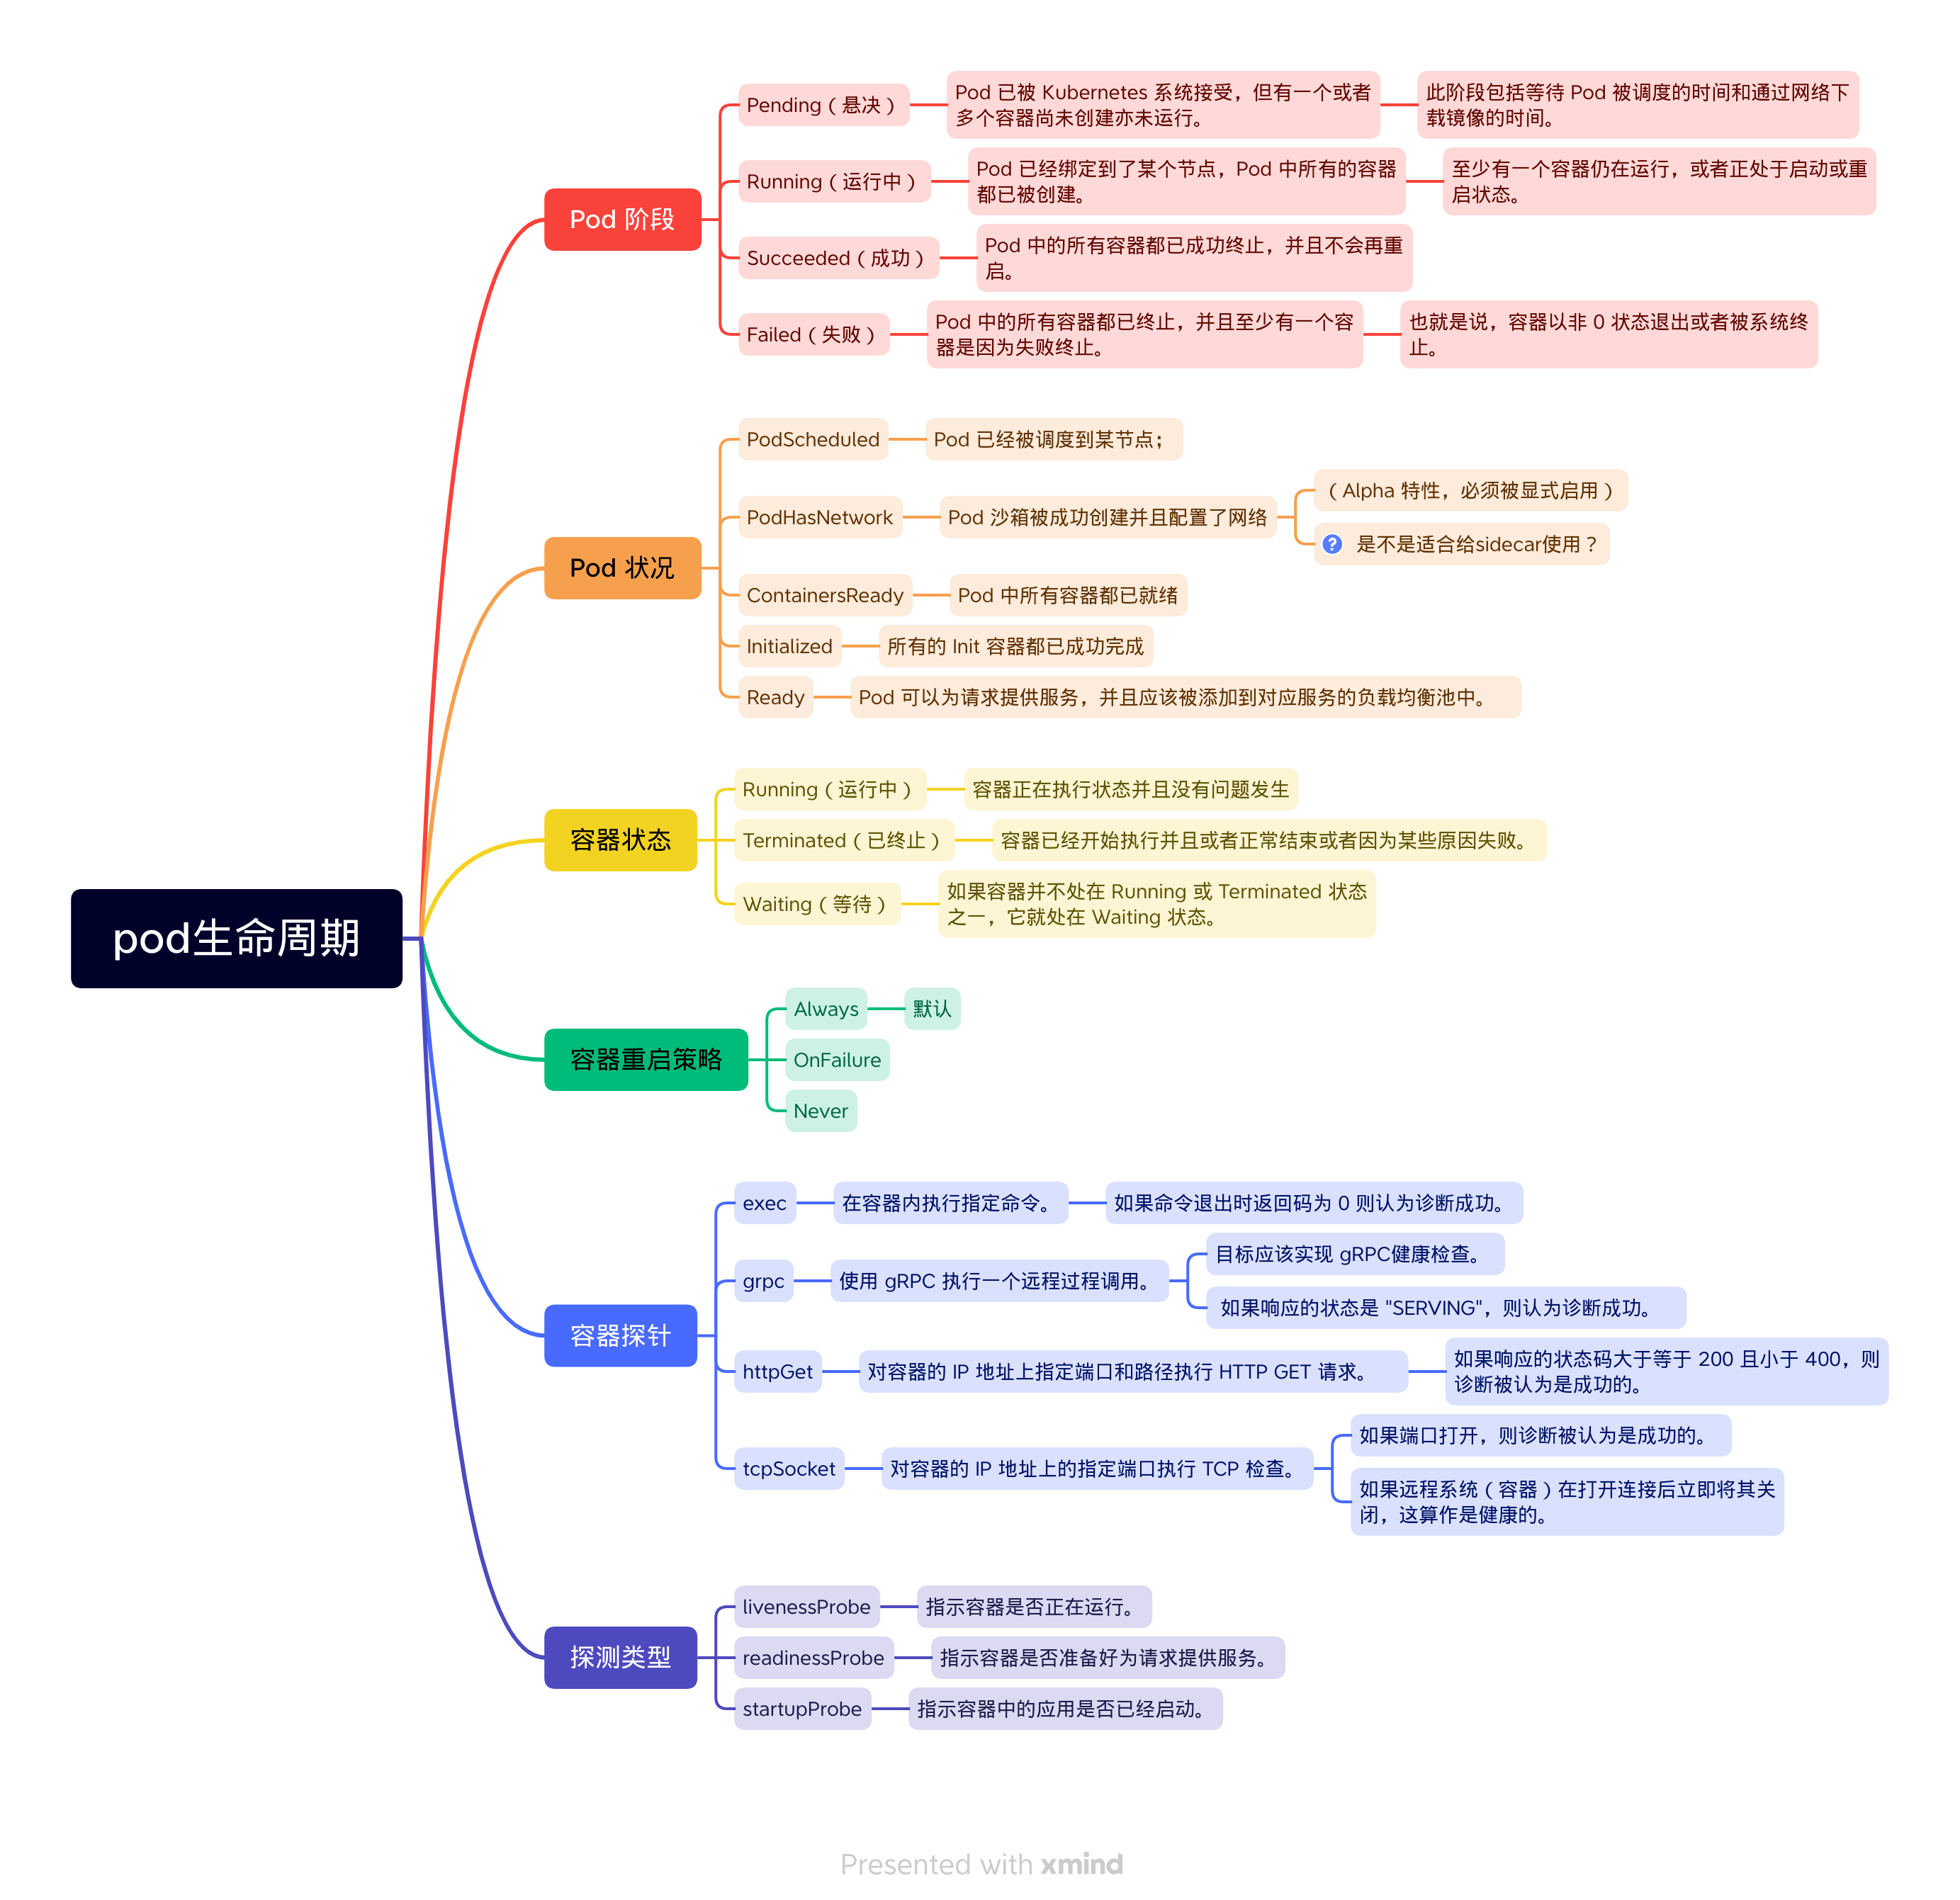 pod生命周期
Pod 阶段
Pending（悬决）
Pod 已被 Kubernetes 系统接受，但有一个或者
多个容器尚未创建亦未运行。
此阶段包括等待 Pod 被调度的时间和通过网络下
载镜像的时间。
Running（运行中）
Pod 已经绑定到了某个节点，Pod 中所有的容器
都已被创建。
至少有一个容器仍在运行，或者正处于启动或重
启状态。
Succeeded（成功）
Pod 中的所有容器都已成功终止，并且不会再重
启。
Failed（失败）
Pod 中的所有容器都已终止，并且至少有一个容
器是因为失败终止。
也就是说，容器以非 0 状态退出或者被系统终
止。
Pod 状况
PodScheduled
Pod 已经被调度到某节点；
PodHasNetwork
Pod 沙箱被成功创建并且配置了网络
（Alpha 特性，必须被显式启用）
? 是不是适合给sidecar使用？
ContainersReady
Pod 中所有容器都已就绪
Initialized
所有的 Init 容器都已成功完成
Ready
Pod 可以为请求提供服务，并且应该被添加到对应服务的负载均衡池中。
容器状态
Running（运行中）
容器正在执行状态并且没有问题发生
Terminated（已终止）
容器已经开始执行并且或者正常结束或者因为某些原因失败。
Waiting（等待）
如果容器并不处在 Running 或 Terminated 状态
之一，它就处在 Waiting 状态。
容器重启策略
Always
默认
OnFailure
Never
容器探针
exec
在容器内执行指定命令。
如果命令退出时返回码为 0 则认为诊断成功。
grpc
使用 gRPC 执行一个远程过程调用。
目标应该实现 gRPC健康检查。
如果响应的状态是 "SERVING"，则认为诊断成功。
httpGet
对容器的 IP 地址上指定端口和路径执行 HTTP GET 请求。
如果响应的状态码大于等于 200 且小于 400，则
诊断被认为是成功的。
tcpSocket
对容器的 IP 地址上的指定端口执行 TCP 检查。
如果端口打开，则诊断被认为是成功的。
如果远程系统（容器）在打开连接后立即将其关
闭，这算作是健康的。
探测类型
livenessProbe
指示容器是否正在运行。
readinessProbe
指示容器是否准备好为请求提供服务。
startupProbe
指示容器中的应用是否已经启动。
Presented with xmind